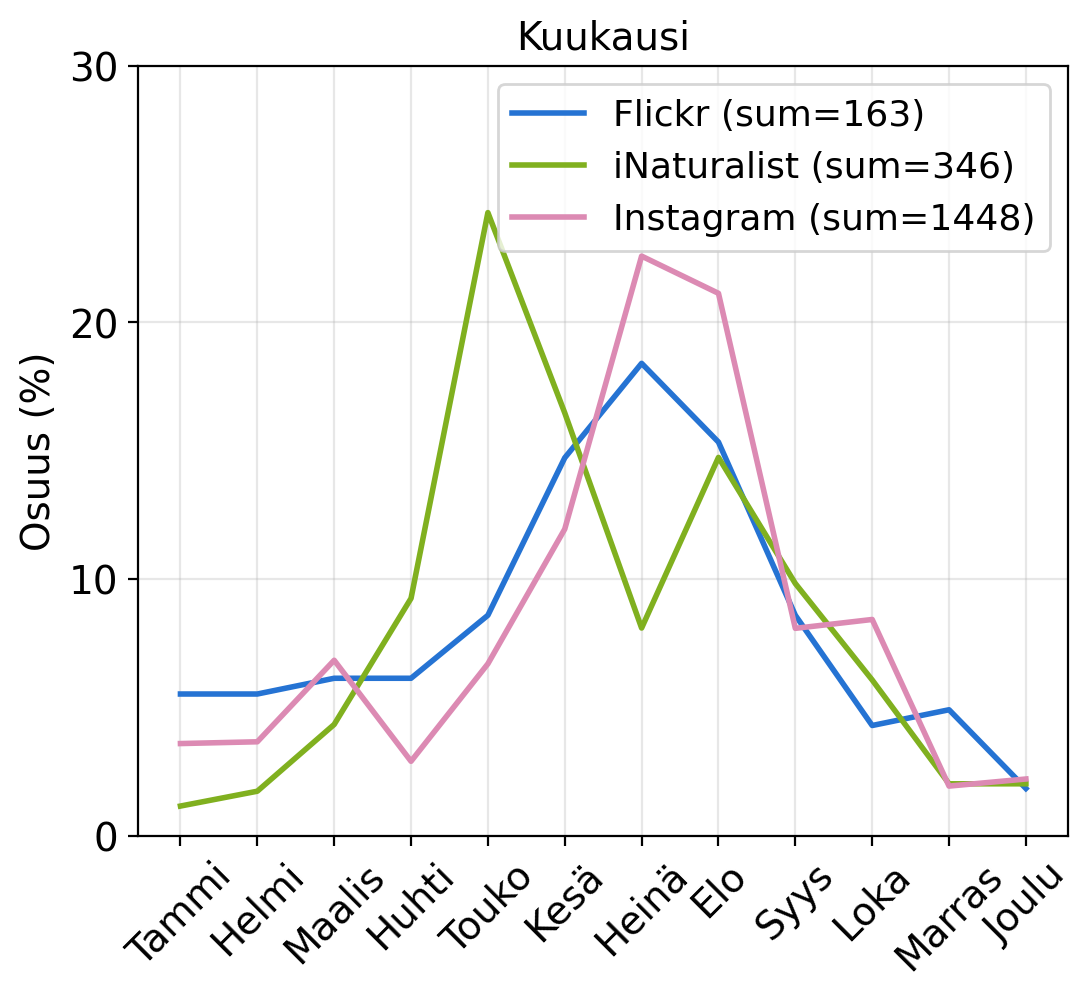 Kuukausi
30
20
10
0
Osuus (%)
Flickr (sum=163)
iNaturalist (sum=346)
Instagram (sum=1448)
Tammi
Helmi
Maalis
Huhti
Touko
Kesä
Heinä
Elo
Syys
Loka
Marras
Joulu